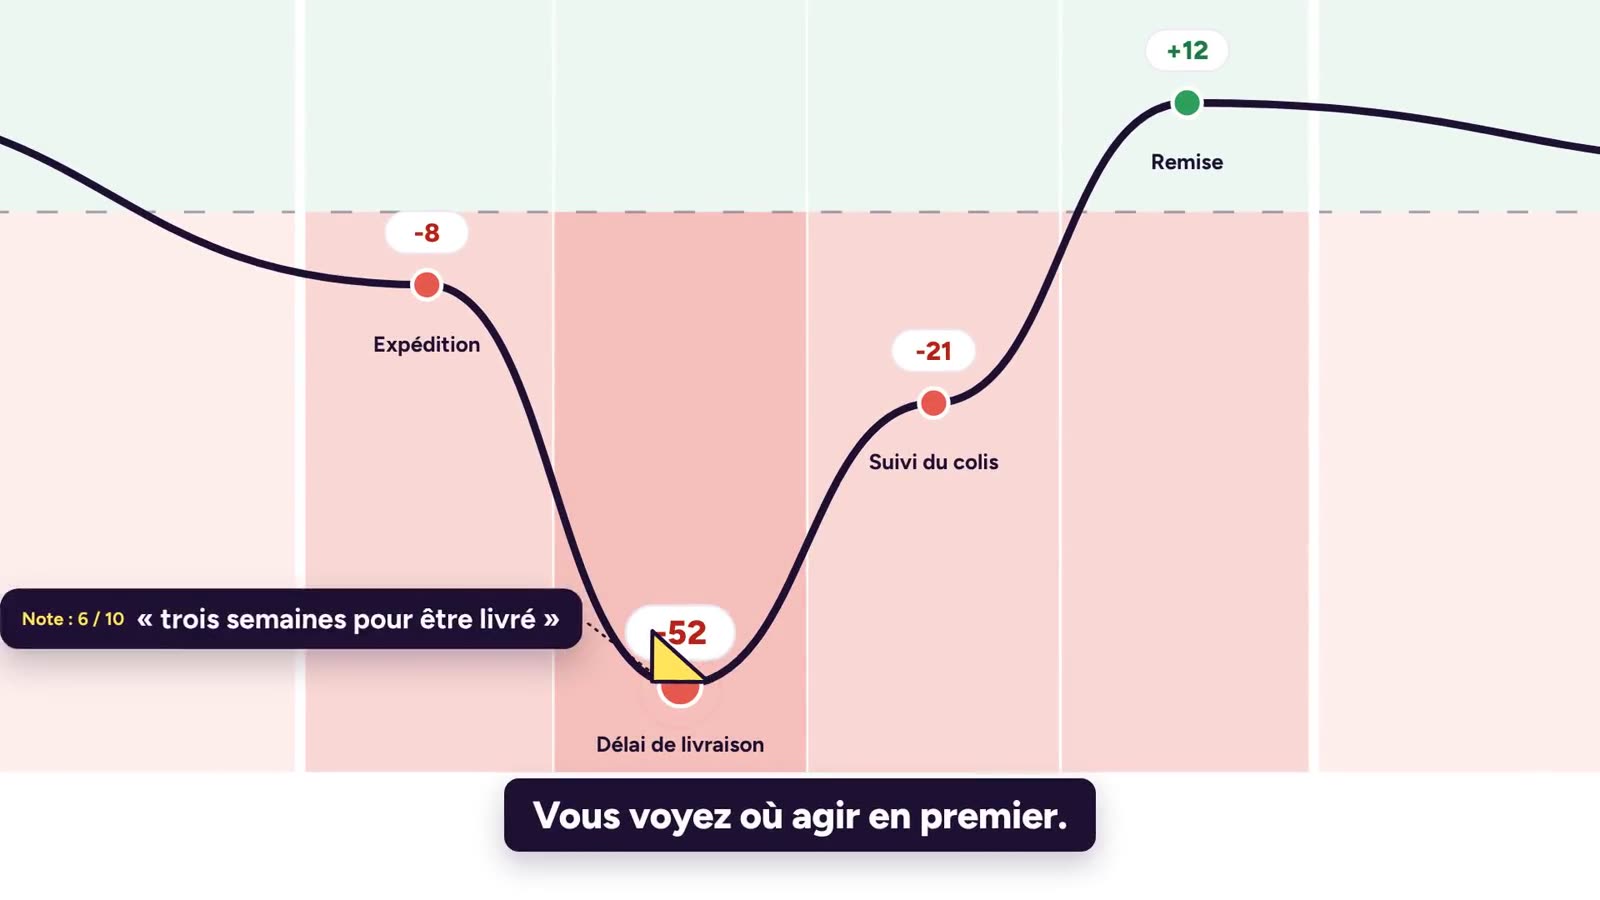 +12
Remise
-8
Expédition
-21
Suivi du colis
Note : 6 / 10 « trois semaines pour être livré »
-52
Délai de livraison
Vous voyez où agir en premier.